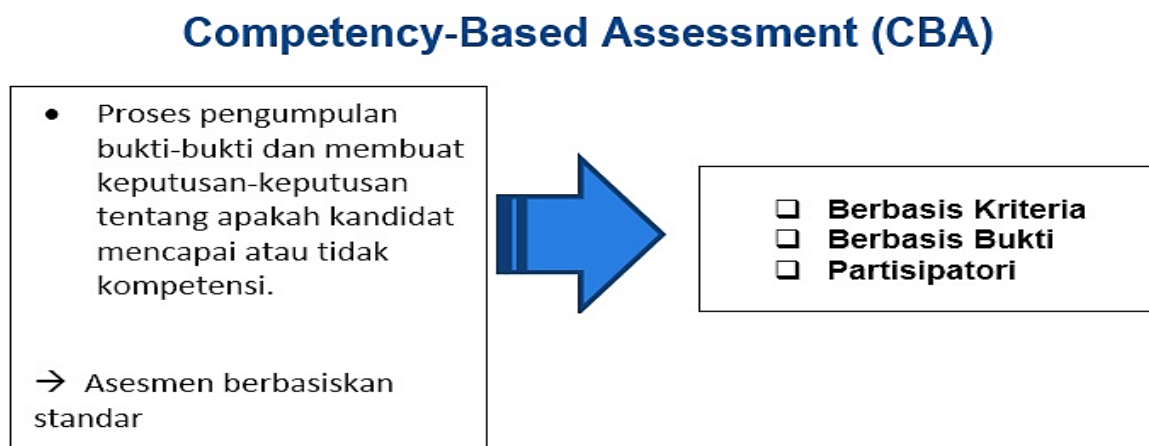 Competency-Based Assessment (CBA)
● Proses pengumpulan
bukti-bukti dan membuat
keputusan-keputusan
tentang apakah kandidat
mencapai atau tidak
kompetensi.
→ Asesmen berbasiskan
standar
❑ Berbasis Kriteria
❑ Berbasis Bukti
❑ Partisipatori